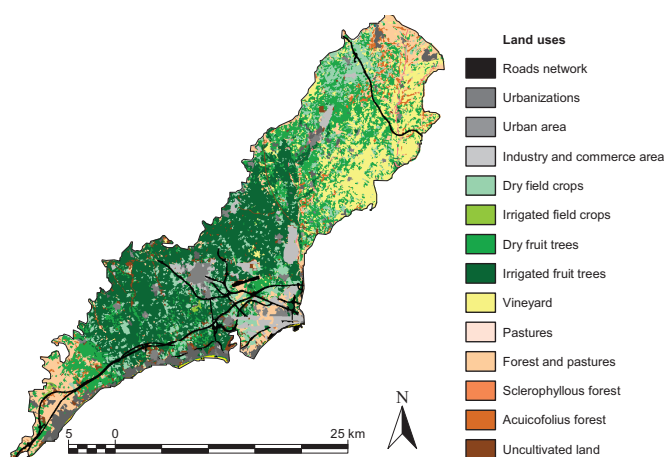 Land uses
Roads network
Urbanizations
Urban area
Industry and commerce area
Dry field crops
Irrigated field crops
Dry fruit trees
Irrigated fruit trees
Vineyard
Pastures
Forest and pastures
Sclerophyllous forest
Acuicofolius forest
Uncultivated land
N
5 0 25 km